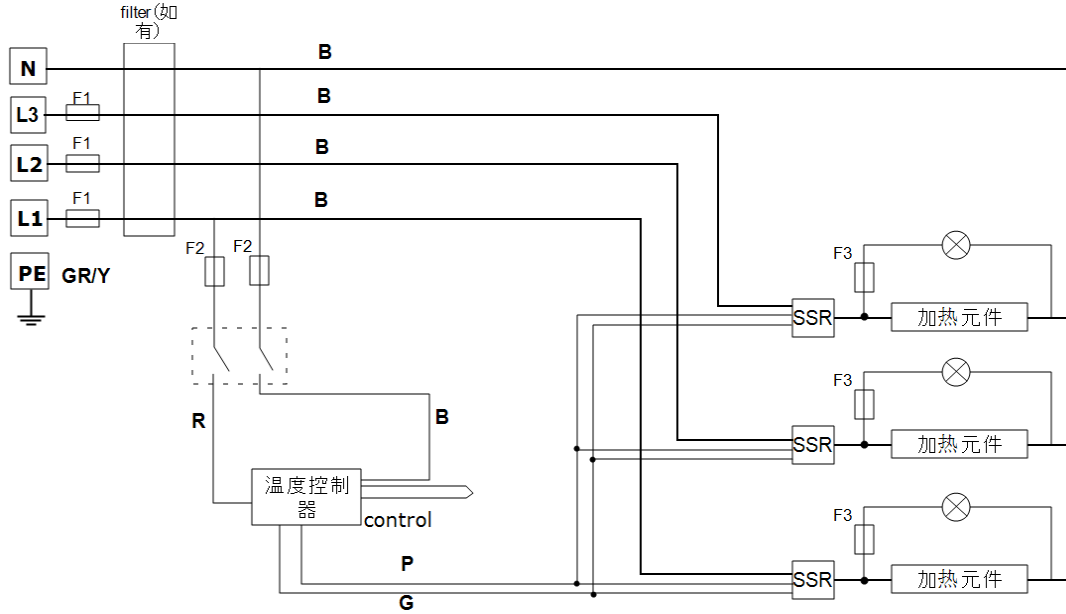 filter(如
有)
N
B
L3
F1
B
L2
F1
B
L1
F1
B
F2
F2
PE
GR/Y
F3
SSR
加热元件
F3
R
B
SSR
加热元件
温度控制
器
control
F3
P
SSR
加热元件
G